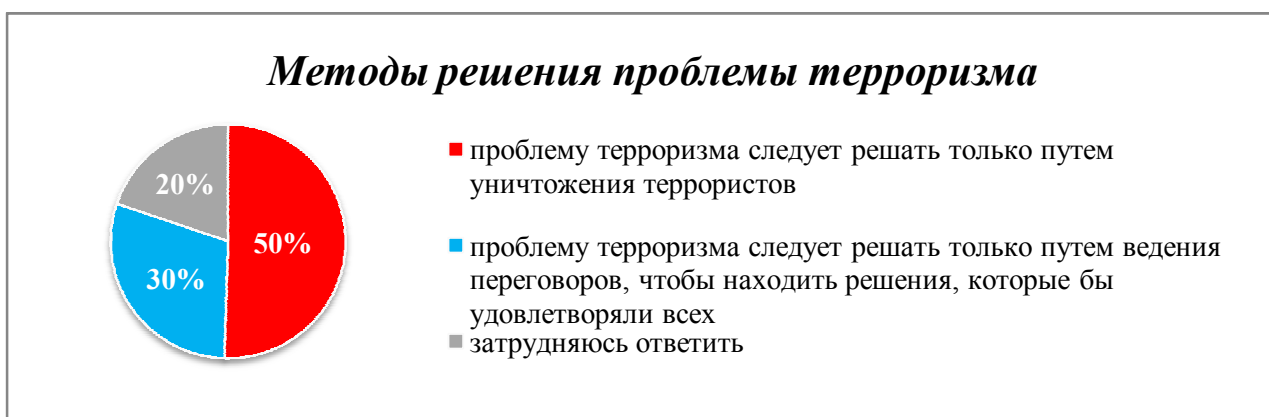 Методы решения проблемы терроризма
проблему терроризма следует решать только путем
уничтожения террористов
20%
50%
проблему терроризма следует решать только путем ведения
переговоров, чтобы находить решения, которые бы
удовлетворяли всех
30%
затрудняюсь ответить